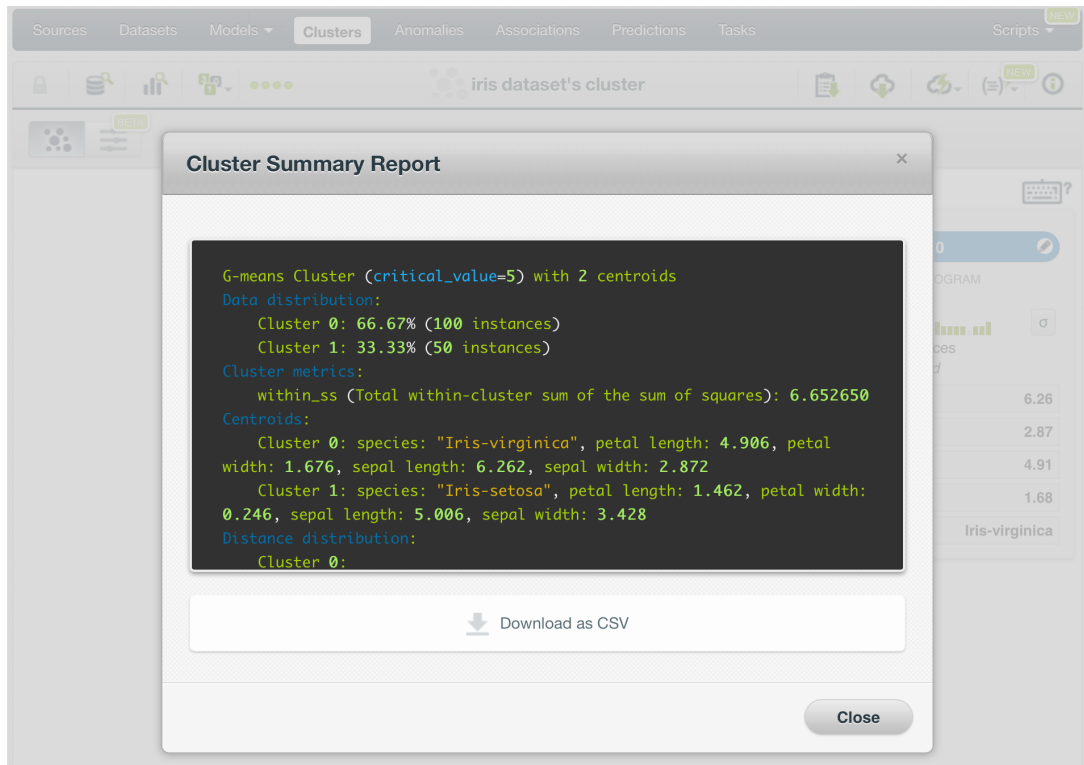 Sources Datasets Models Clusters Anomalies Associations Predictions Tasks Scripts NEW
iris dataset's cluster NEW
BETA
Cluster Summary Report ×
?
0
OGRAM
G-means Cluster (critical_value=5) with 2 centroids
Data distribution:
Cluster 0: 66.67% (100 instances)
σ
Cluster 1: 33.33% (50 instances)
ces
Cluster metrics:
d
within_ss (Total within-cluster sum of the sum of squares): 6.652650
6.26
Centroids:
2.87
Cluster 0: species: "Iris-virginica", petal length: 4.906, petal
width: 1.676, sepal length: 6.262, sepal width: 2.872
4.91
Cluster 1: species: "Iris-setosa", petal length: 1.462, petal width:
1.68
0.246, sepal length: 5.006, sepal width: 3.428
Iris-virginica
Distance distribution:
Cluster 0:
Download as CSV
Close